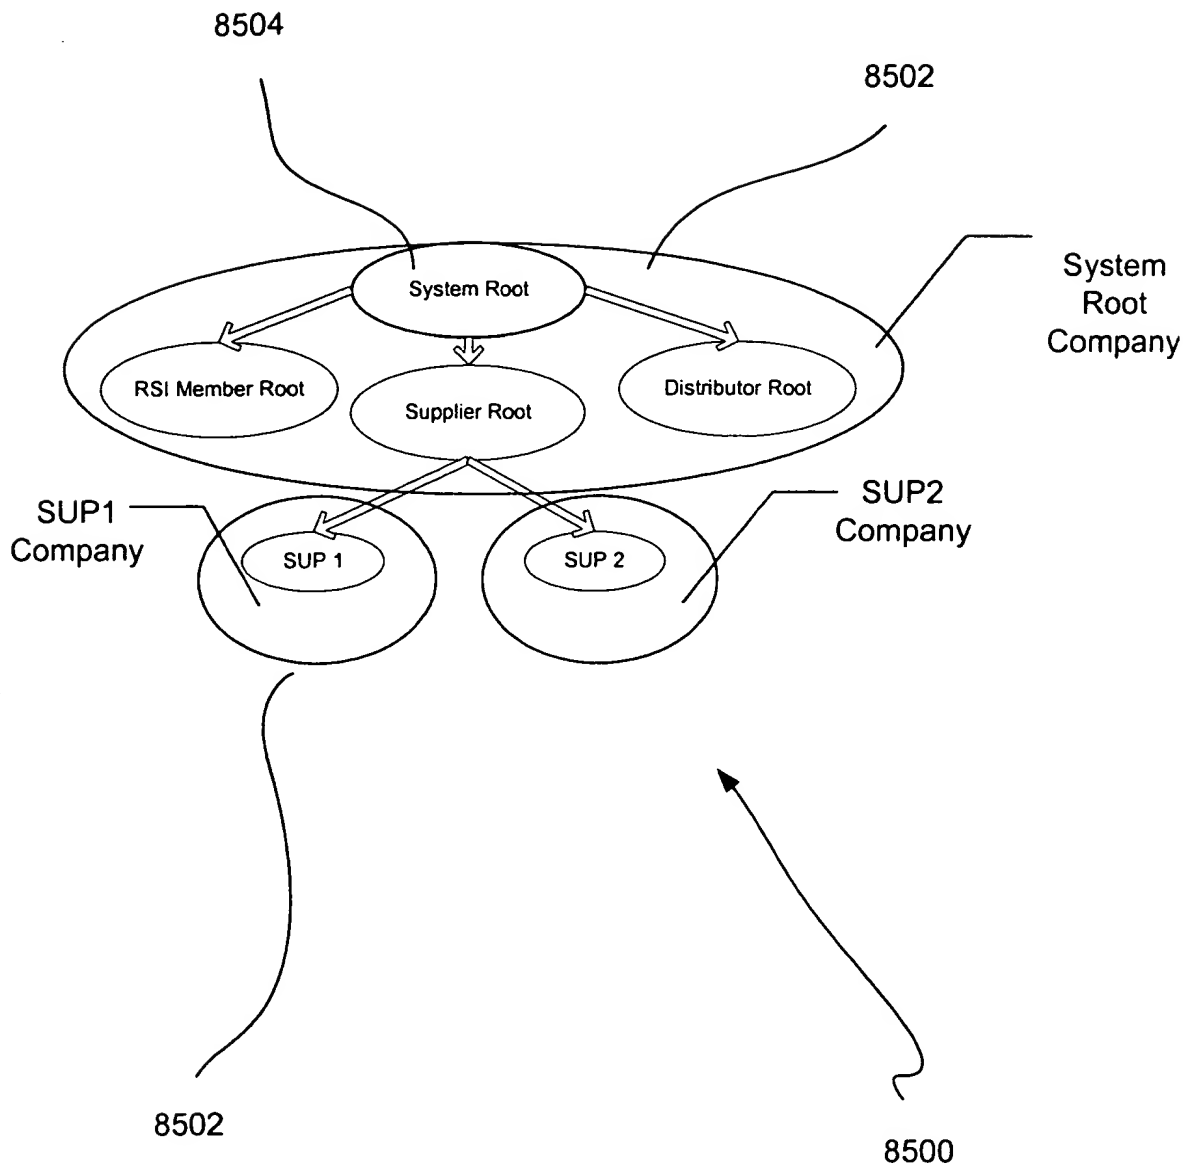 8504
8502
System Root
System
Root
Company
RSI Member Root
Supplier Root
Distributor Root
SUP1
Company
SUP2
Company
SUP 1
SUP 2
8502
8500